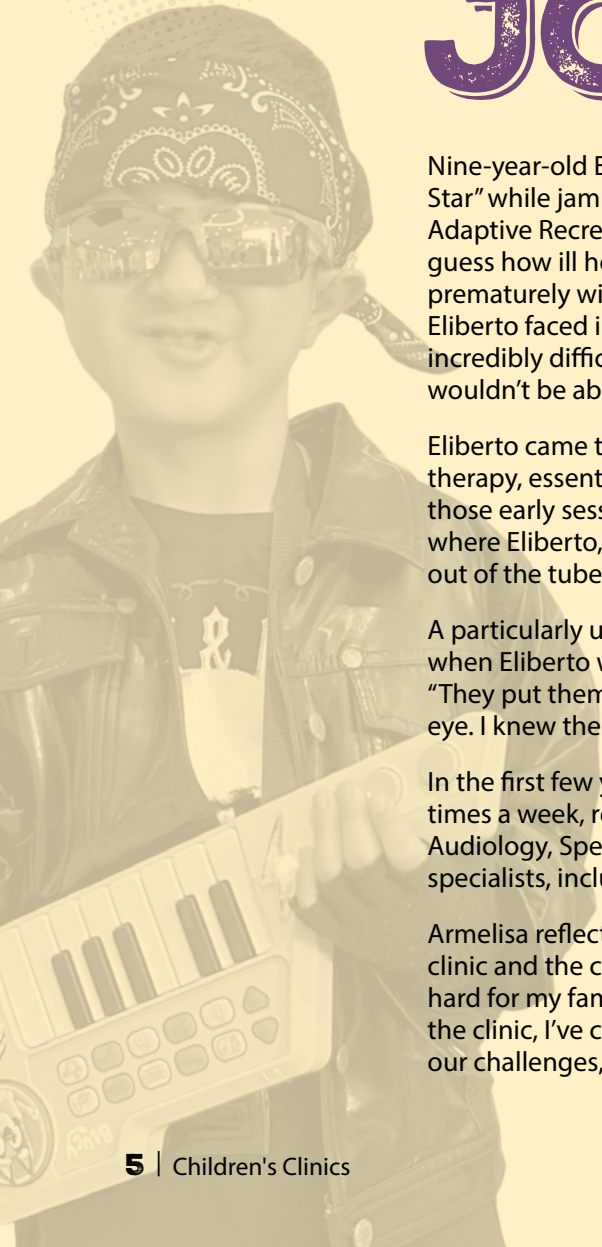 JO
Nine-year-old E
Star” while jam
Adaptive Recre
guess how ill h
prematurely wi
Eliberto faced i
incredibly diffic
wouldn’t be ab
Eliberto came t
therapy, essent
those early sess
where Eliberto,
out of the tube
A particularly u
when Eliberto w
“They put them
eye. I knew the
In the first few y
times a week, r
Audiology, Spe
specialists, inclu
Armelisa reflect
clinic and the c
hard for my fam
the clinic, I’ve c
our challenges,
5 | Children's Clinics